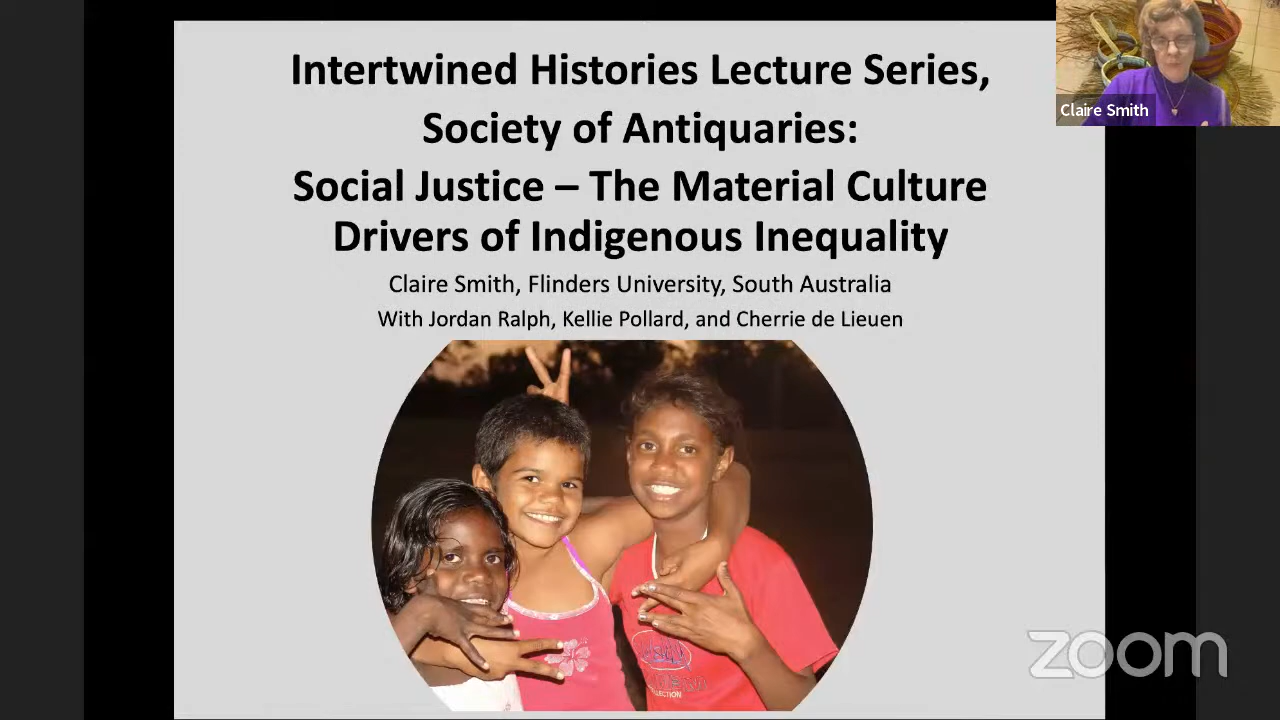 Intertwined Histories Lecture Series,
Society of Antiquaries:
Social Justice – The Material Culture
Drivers of Indigenous Inequality
Claire Smith, Flinders University, South Australia
With Jordan Ralph, Kellie Pollard, and Cherrie de Lieuen
Claire Smith
zoom